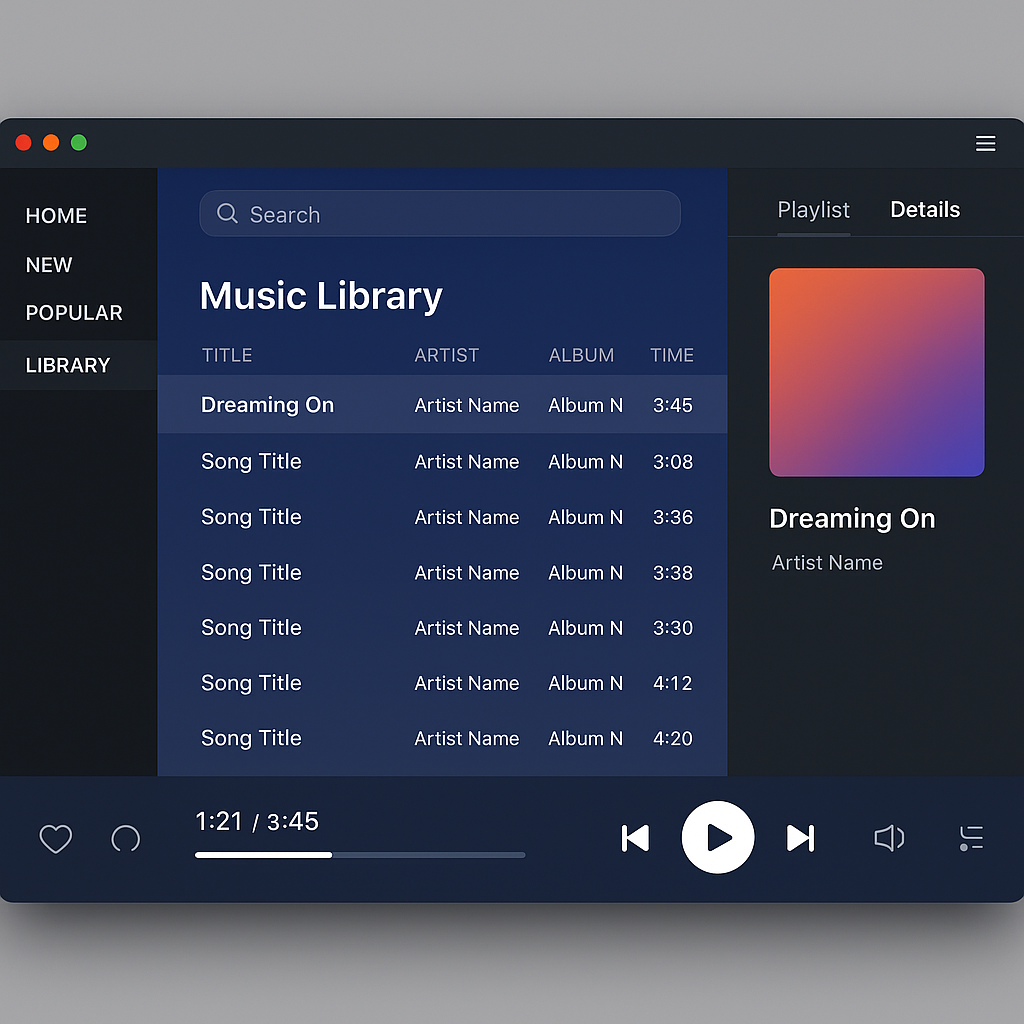 HOME
NEW
POPULAR
LIBRARY
Search
Music Library
TITLE ARTIST ALBUM TIME
Dreaming On Artist Name Album N 3:45
Song Title Artist Name Album N 3:08
Song Title Artist Name Album N 3:36
Song Title Artist Name Album N 3:38
Song Title Artist Name Album N 3:30
Song Title Artist Name Album N 4:12
Song Title Artist Name Album N 4:20
Playlist Details
Dreaming On
Artist Name
1:21 / 3:45